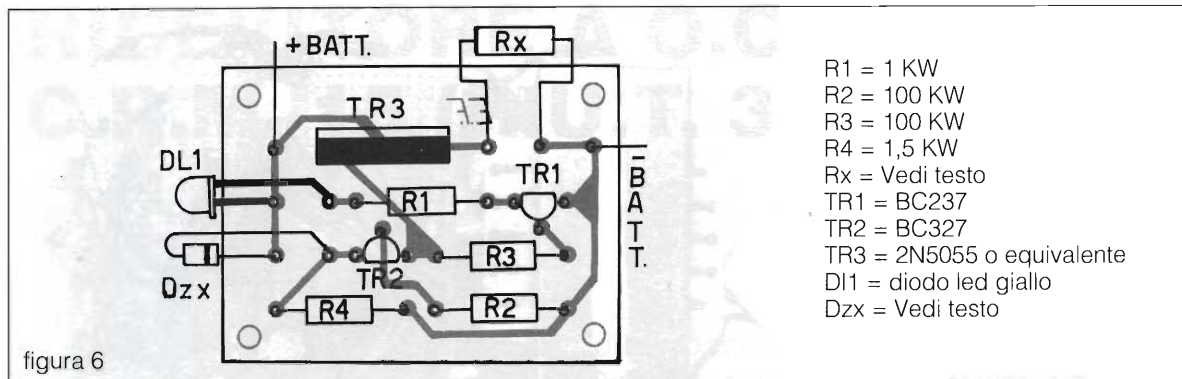 +BATT.
Rx
TR3
DL1
TR1
R1
-BATT.
R3
TR2
Dzx
R4
R2
figura 6
R1 = 1 KW
R2 = 100 KW
R3 = 100 KW
R4 = 1,5 KW
Rx = Vedi testo
TR1 = BC237
TR2 = BC327
TR3 = 2N5055 o equivalente
Dl1 = diodo led giallo
Dzx = Vedi testo